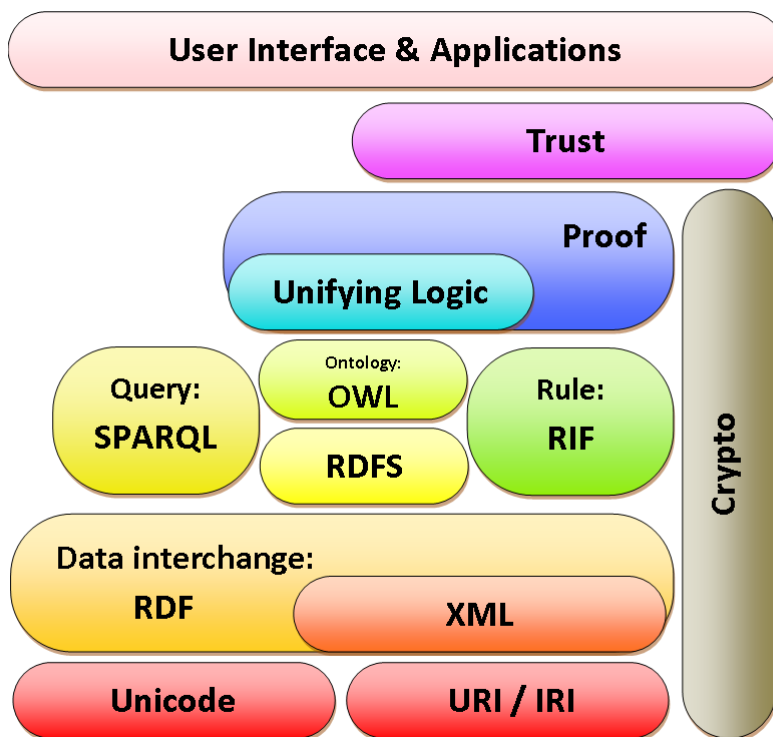 User Interface & Applications
Trust
Proof
Unifying Logic
Query:
SPARQL
Ontology:
OWL
RDFS
Rule:
RIF
Crypto
Data interchange:
RDF
XML
Unicode
URI / IRI